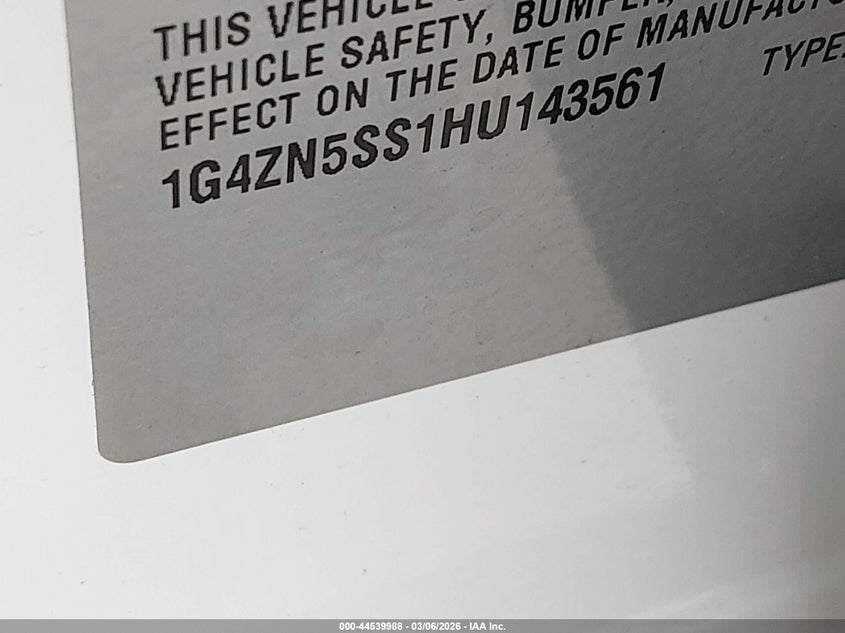 THIS VEHICLE
VEHICLE SAFETY, BUMPER,
EFFECT ON THE DATE OF MANUFACTU
1G4ZN5SS1HU143561 TYPE:
000-44539988 - 03/06/2026 - IAA Inc.